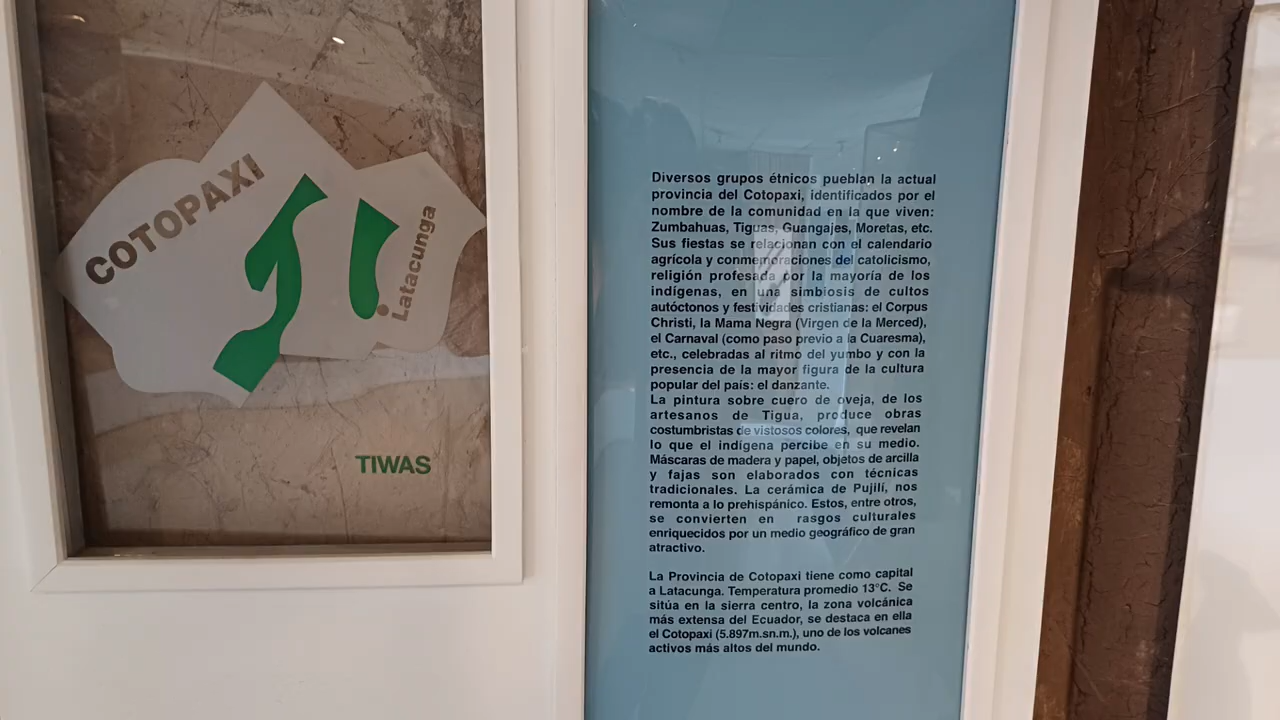 COTOPAXI
Latacunga
TIWAS
Diversos grupos étnicos pueblan la actual
provincia del Cotopaxi, identificados por el
nombre de la comunidad en la que viven:
Zumbahuas, Tiguas, Guangajes, Moretas, etc.
Sus fiestas se relacionan con el calendario
agrícola y conmemoraciones del catolicismo,
religión profesada por la mayoría de los
indígenas, en una simbiosis de cultos
autóctonos y festividades cristianas: el Corpus
Christi, la Mama Negra (Virgen de la Merced),
el Carnaval (como paso previo a la Cuaresma),
etc., celebradas al ritmo del yumbo y con la
presencia de la mayor figura de la cultura
popular del país: el danzante.
La pintura sobre cuero de oveja, de los
artesanos de Tigua, produce obras
costumbristas de vistosos colores, que revelan
lo que el indígena percibe en su medio.
Máscaras de madera y papel, objetos de arcilla
y fajas son elaborados con técnicas
tradicionales. La cerámica de Pujilí, nos
remonta a lo prehispánico. Estos, entre otros,
se convierten en rasgos culturales
enriquecidos por un medio geográfico de gran
atractivo.
La Provincia de Cotopaxi tiene como capital
a Latacunga. Temperatura promedio 13°C. Se
sitúa en la sierra centro, la zona volcánica
más extensa del Ecuador, se destaca en ella
el Cotopaxi (5.897m.sn.m.), uno de los volcanes
activos más altos del mundo.